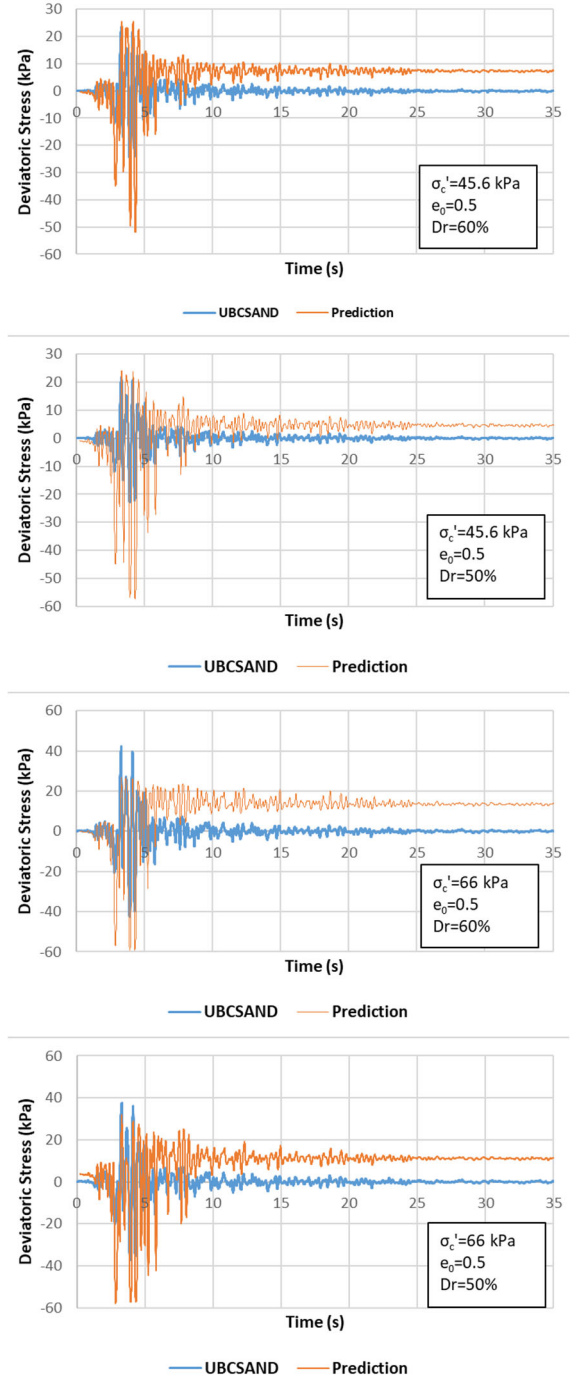 30
20
10
0
-10
-20
-30
-40
-50
-60
0 5 10 15 20 25 30 35
Deviatoric Stress (kPa)
σc'=45.6 kPa
e0=0.5
Dr=60%
Time (s)
UBCSAND Prediction
30
20
10
0
-10
-20
-30
-40
-50
-60
0 5 10 15 20 25 30 35
Deviatoric Stress (kPa)
σc'=45.6 kPa
e0=0.5
Dr=50%
Time (s)
UBCSAND Prediction
60
40
20
0
-20
-40
-60
0 5 10 15 20 25 30 35
Deviatoric Stress (kPa)
σc'=66 kPa
e0=0.5
Dr=60%
Time (s)
UBCSAND Prediction
60
40
20
0
-20
-40
-60
0 5 10 15 20 25 30 35
Deviatoric Stress (kPa)
σc'=66 kPa
e0=0.5
Dr=50%
Time (s)
UBCSAND Prediction